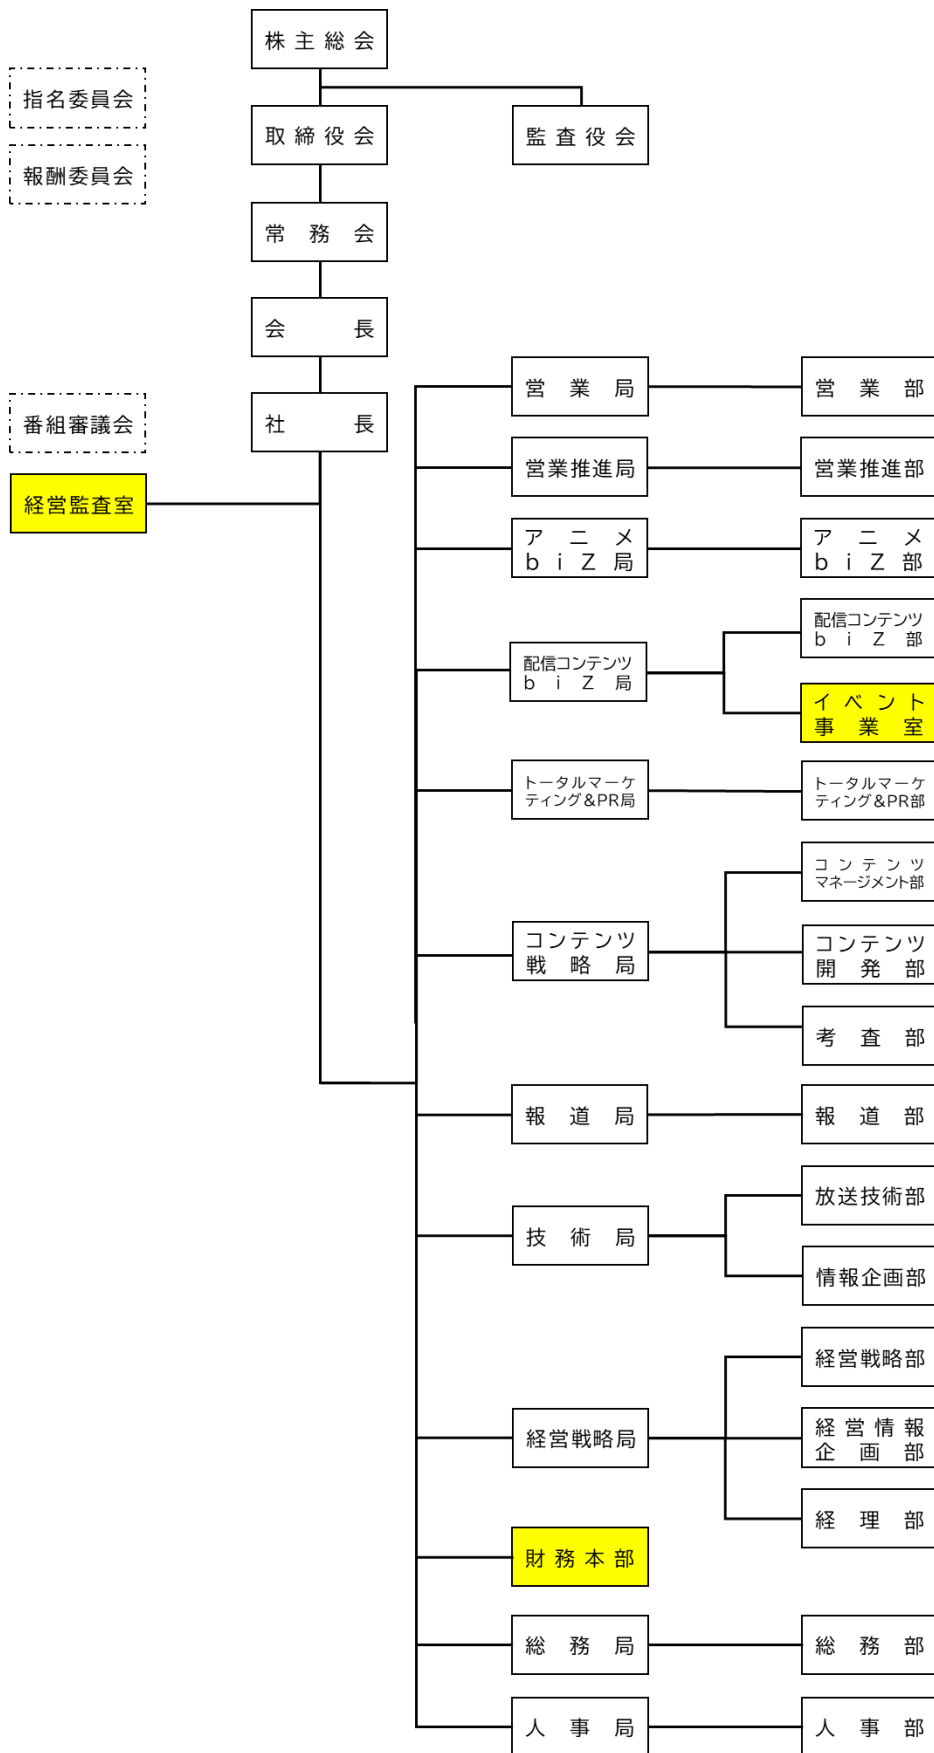 株主総会
指名委員会
取締役会
監査役会
報酬委員会
常務会
会長
社長
番組審議会
経営監査室
営業局
営業部
営業推進局
営業推進部
アニメ
biZ局
アニメ
biZ部
配信コンテンツ
biZ局
配信コンテンツ
biZ部
イベント
事業室
トータルマーケ
ティング&PR局
トータルマーケ
ティング&PR部
コンテンツ
戦略局
コンテンツ
マネージメント部
コンテンツ
開発部
考査部
報道局
報道部
技術局
放送技術部
情報企画部
経営戦略局
経営戦略部
経営情報
企画部
経理部
財務本部
総務局
総務部
人事局
人事部